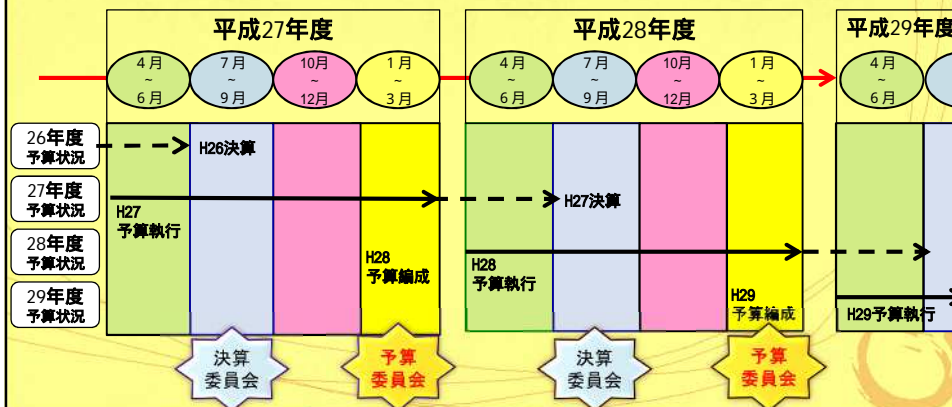 平成27年度
平成28年度
平成29年度
4月
~
6月
7月
~
9月
10月
~
12月
1月
~
3月
4月
~
6月
7月
~
9月
10月
~
12月
1月
~
3月
4月
~
6月
26年度
予算状況
H26決算
27年度
予算状況
H27
予算執行
H27決算
28年度
予算状況
H28
予算編成
H28
予算執行
29年度
予算状況
H29
予算編成
H29予算執行
決算
委員会
予算
委員会
決算
委員会
予算
委員会